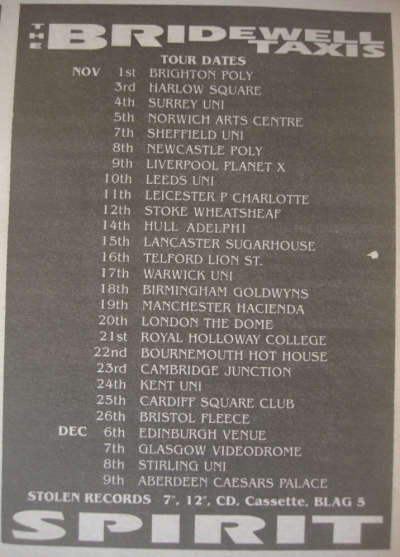 THE BRIDEWELL TAXIS
TOUR DATES
NOV 1st BRIGHTON POLY
3rd HARLOW SQUARE
4th SURREY UNI
5th NORWICH ARTS CENTRE
7th SHEFFIELD UNI
8th NEWCASTLE POLY
9th LIVERPOOL PLANET X
10th LEEDS UNI
11th LEICESTER P CHARLOTTE
12th STOKE WHEATSHEAF
14th HULL ADELPHI
15th LANCASTER SUGARHOUSE
16th TELFORD LION ST.
17th WARWICK UNI
18th BIRMINGHAM GOLDWYNS
19th MANCHESTER HACIENDA
20th LONDON THE DOME
21st ROYAL HOLLOWAY COLLEGE
22nd BOURNEMOUTH HOT HOUSE
23rd CAMBRIDGE JUNCTION
24th KENT UNI
25th CARDIFF SQUARE CLUB
26th BRISTOL FLEECE
DEC 6th EDINBURGH VENUE
7th GLASGOW VIDEODROME
8th STIRLING UNI
9th ABERDEEN CAESARS PALACE
STOLEN RECORDS 7", 12", CD, Cassette, BLAG 5
SPIRIT